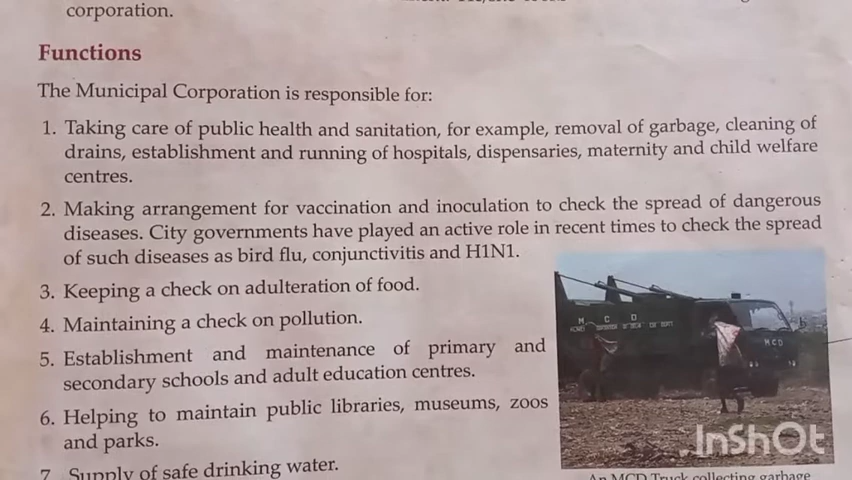 corporation.
Functions
The Municipal Corporation is responsible for:
1. Taking care of public health and sanitation, for example, removal of garbage, cleaning of
drains, establishment and running of hospitals, dispensaries, maternity and child welfare
centres.
2. Making arrangement for vaccination and inoculation to check the spread of dangerous
diseases. City governments have played an active role in recent times to check the spread
of such diseases as bird flu, conjunctivitis and H1N1.
3. Keeping a check on adulteration of food.
4. Maintaining a check on pollution.
5. Establishment and maintenance of primary and
secondary schools and adult education centres.
6. Helping to maintain public libraries, museums, zoos
and parks.
7. Supply of safe drinking water.
M C D
MCD
InShOt
An MCD Truck collecting garbage